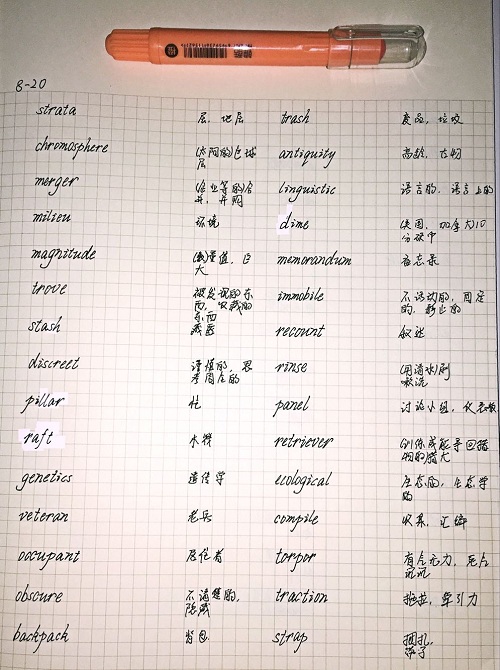 8-20
strata 层、地层 trash 废品，垃圾
chromosphere (太阳的)色球层 antiquity 高龄，古物
merger (企业等的)合并，并购 linguistic 语言的，语言上的
milieu 环境 dime 美国，加拿大10分硬币
magnitude 量值，巨大 memorandum 备忘录
trove 被发现的东西，收藏的东西 immobile 不活动的，固定的，静止的
stash 藏匿 recount 叙述
discreet 谨慎的，思考周全的 rinse (用清水)刷 漱洗
pillar 柱 panel 讨论小组，仪表板
raft 木筏 retriever 训练成能寻回猎物的猎犬
genetics 遗传学 ecological 生态的，生态学的
veteran 老兵 compile 收集，汇编
occupant 居住者 torpor 有气无力，死气沉沉
obscure 不清楚的，隐藏 traction 拖拉，牵引力
backpack 背包 strap 捆扎，带子